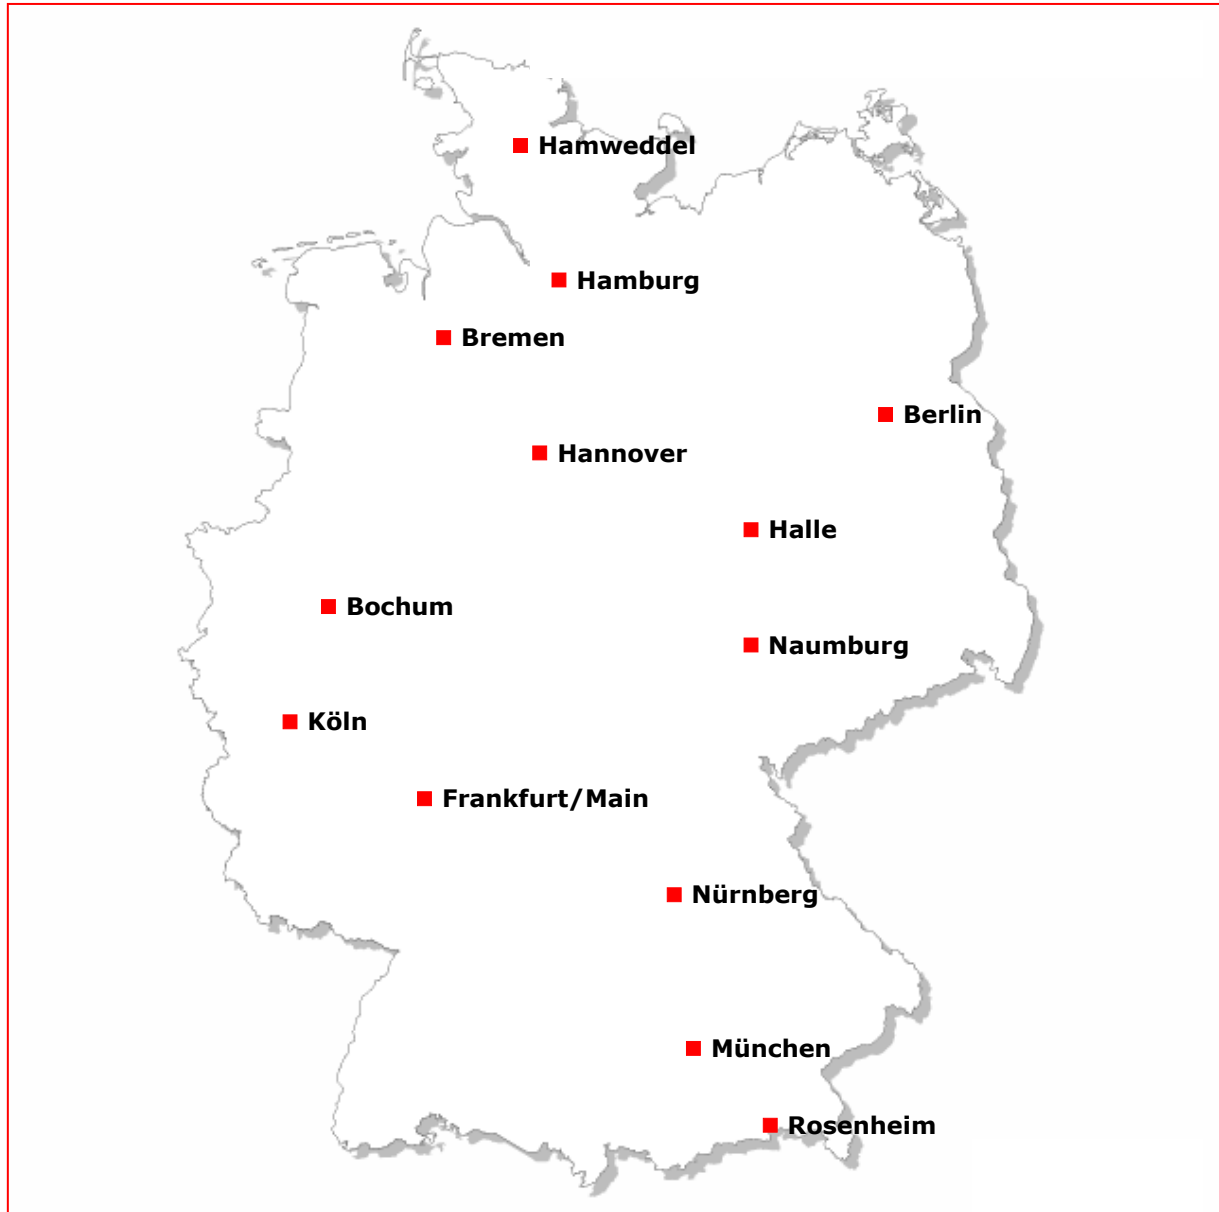 Hamweddel
Hamburg
Bremen
Berlin
Hannover
Halle
Bochum
Naumburg
Köln
Frankfurt/Main
Nürnberg
München
Rosenheim